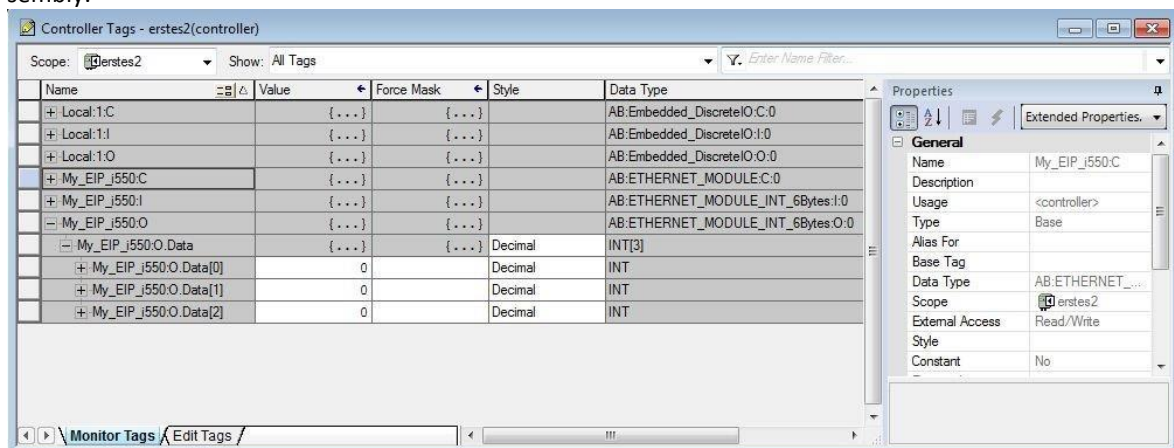 sembly.
Controller Tags - erstes2(controller)
Scope: erstes2 Show: All Tags Enter Name Filter...
Name Value Force Mask Style Data Type
Local:1:C {...} {...} AB:Embedded_DiscreteIO:C:0
Local:1:I {...} {...} AB:Embedded_DiscreteIO:I:0
Local:1:O {...} {...} AB:Embedded_DiscreteIO:O:0
My_EIP_i550:C {...} {...} AB:ETHERNET_MODULE:C:0
My_EIP_i550:I {...} {...} AB:ETHERNET_MODULE_INT_6Bytes:I:0
My_EIP_i550:O {...} {...} AB:ETHERNET_MODULE_INT_6Bytes:O:0
My_EIP_i550:O.Data {...} {...} Decimal INT[3]
My_EIP_i550:O.Data[0] 0 Decimal INT
My_EIP_i550:O.Data[1] 0 Decimal INT
My_EIP_i550:O.Data[2] 0 Decimal INT
Monitor Tags Edit Tags
Properties
Extended Properties.
General
Name My_EIP_i550:C
Description
Usage <controller>
Type Base
Alias For
Base Tag
Data Type AB:ETHERNET_...
Scope erstes2
External Access Read/Write
Style
Constant No